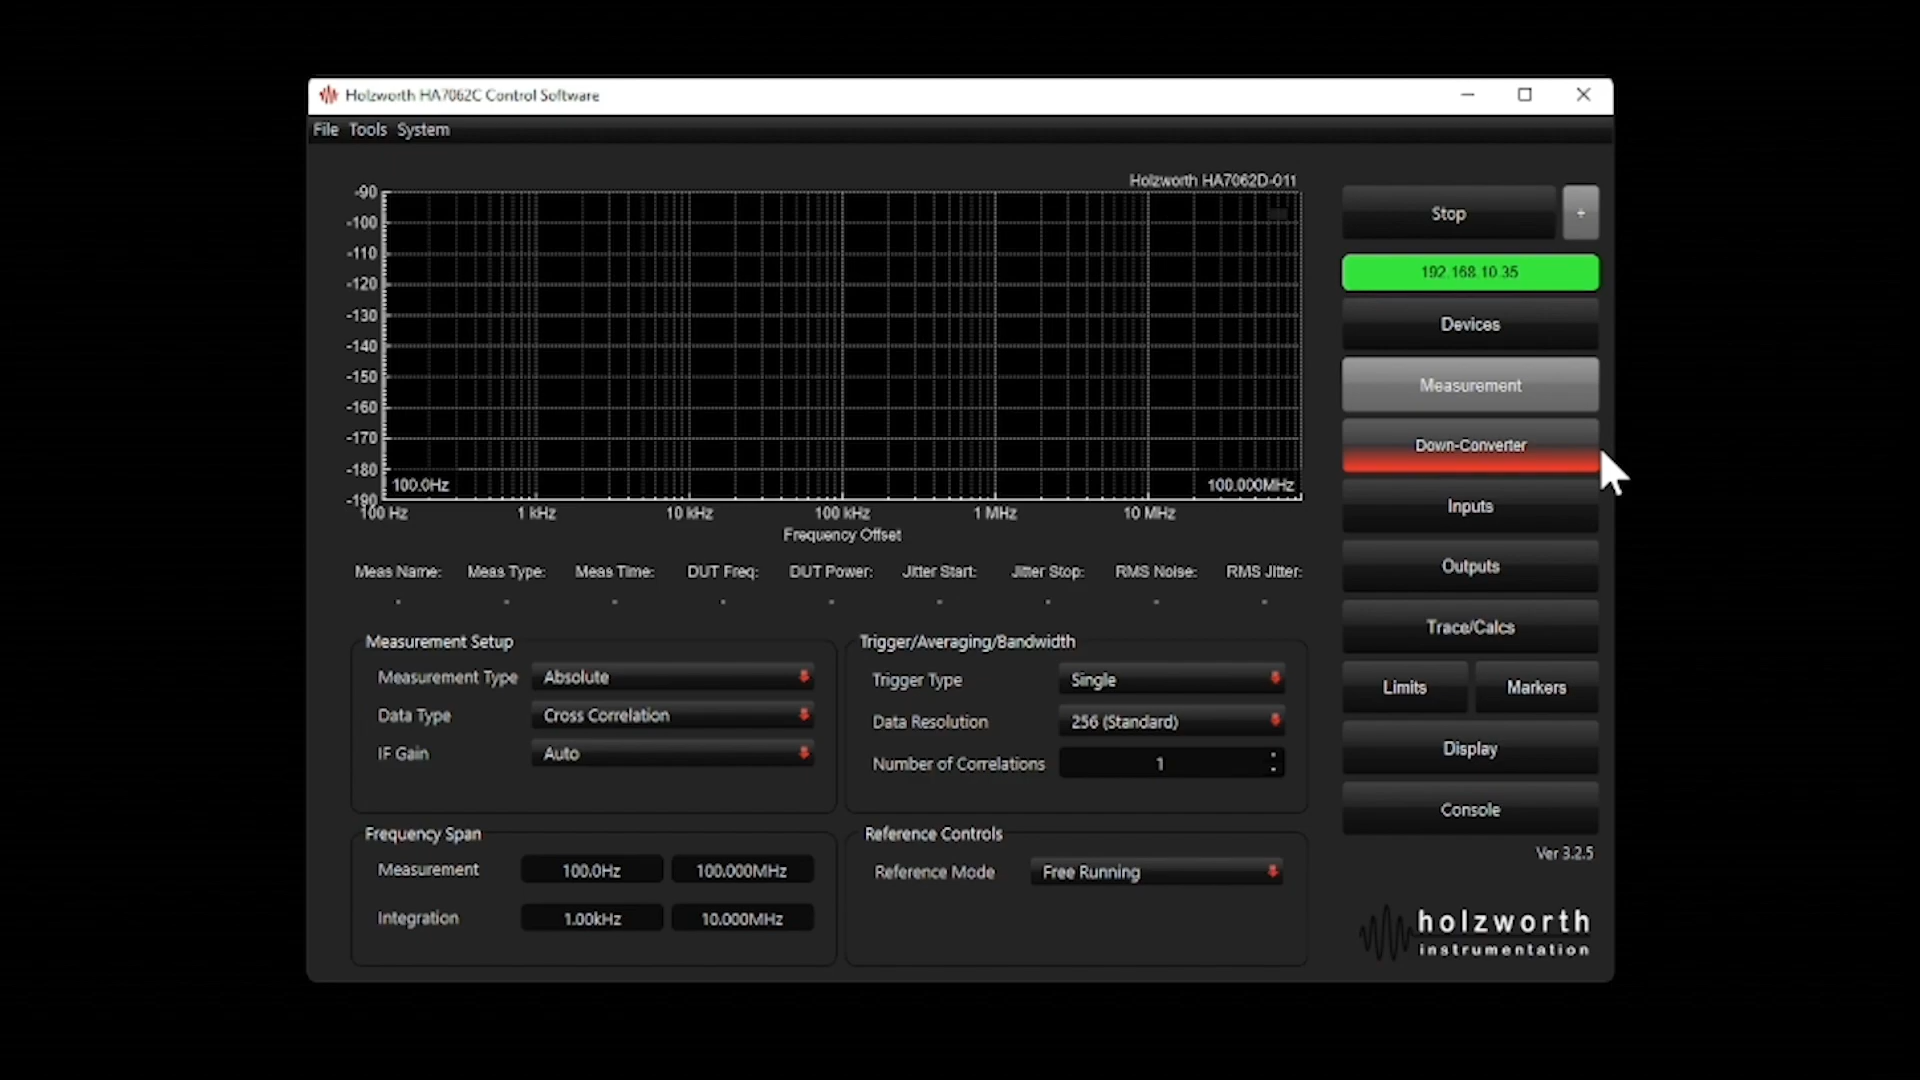 Holzworth HA7062C Control Software
File Tools System
Holzworth HA7062D-011
-90
-100
-110
-120
-130
-140
-150
-160
-170
-180
-190
100.0Hz
100.000MHz
100 Hz
1 kHz
10 kHz
100 kHz
1 MHz
10 MHz
Frequency Offset
Meas Name: Meas Type: Meas Time: DUT Freq: DUT Power: Jitter Start: Jitter Stop: RMS Noise: RMS Jitter:
- - - - - - - - -
Measurement Setup
Measurement Type Absolute
Data Type Cross Correlation
IF Gain Auto
Trigger/Averaging/Bandwidth
Trigger Type Single
Data Resolution 256 (Standard)
Number of Correlations 1
Frequency Span
Measurement 100.0Hz 100.000MHz
Integration 1.00kHz 10.000MHz
Reference Controls
Reference Mode Free Running
Stop +
192.168.10.35
Devices
Measurement
Down-Converter
Inputs
Outputs
Trace/Calcs
Limits Markers
Display
Console
Ver 3.2.5
holzworth
instrumentation